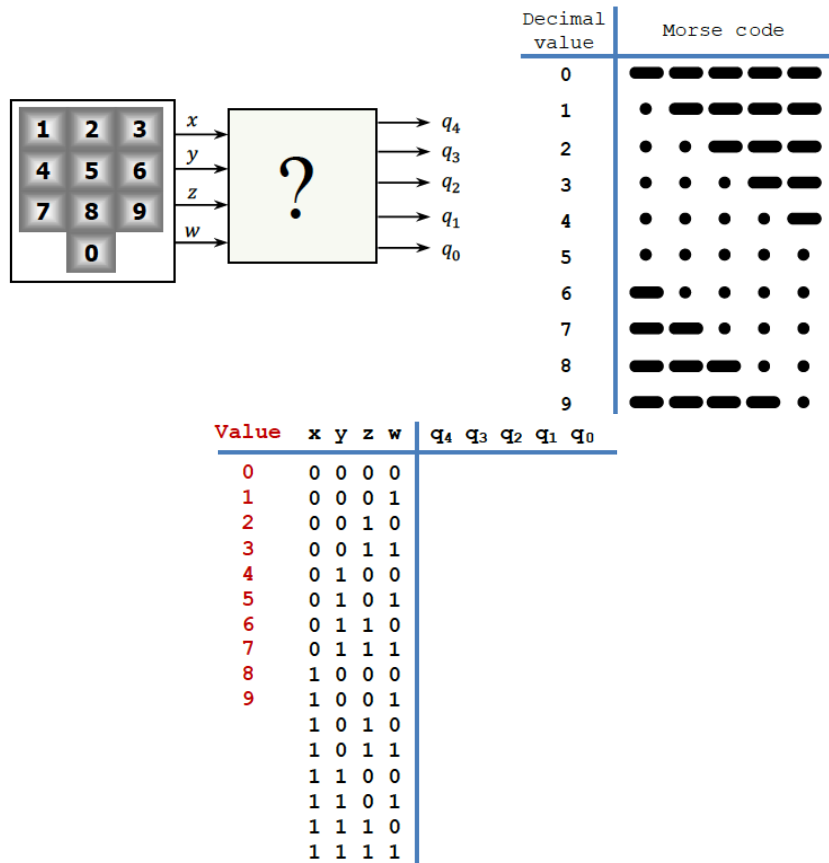 Decimal value Morse code
0
1
2
3
4
5
6
7
8
9
1 2 3
4 5 6
7 8 9
0
x
y
z
w
?
q4
q3
q2
q1
q0
Value x y z w q4 q3 q2 q1 q0
0 0 0 0 0
1 0 0 0 1
2 0 0 1 0
3 0 0 1 1
4 0 1 0 0
5 0 1 0 1
6 0 1 1 0
7 0 1 1 1
8 1 0 0 0
9 1 0 0 1
1 0 1 0
1 0 1 1
1 1 0 0
1 1 0 1
1 1 1 0
1 1 1 1